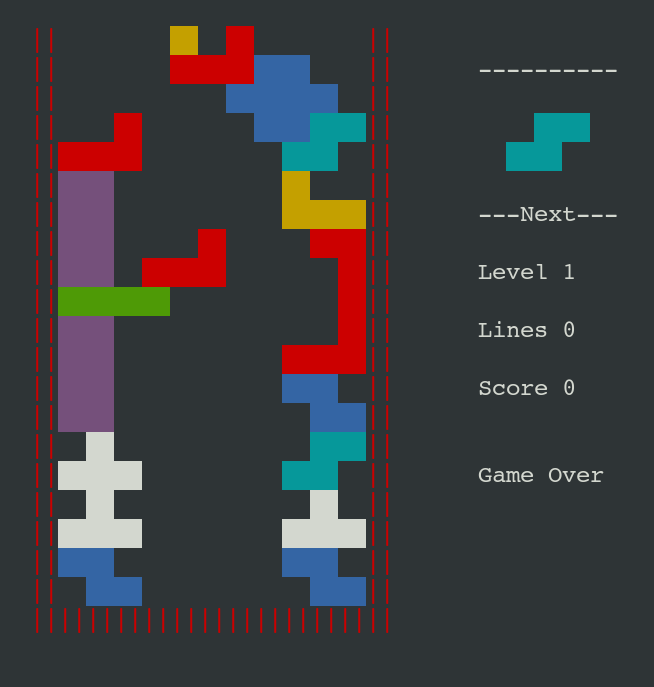 ----------
---Next---
Level 1
Lines 0
Score 0
Game Over